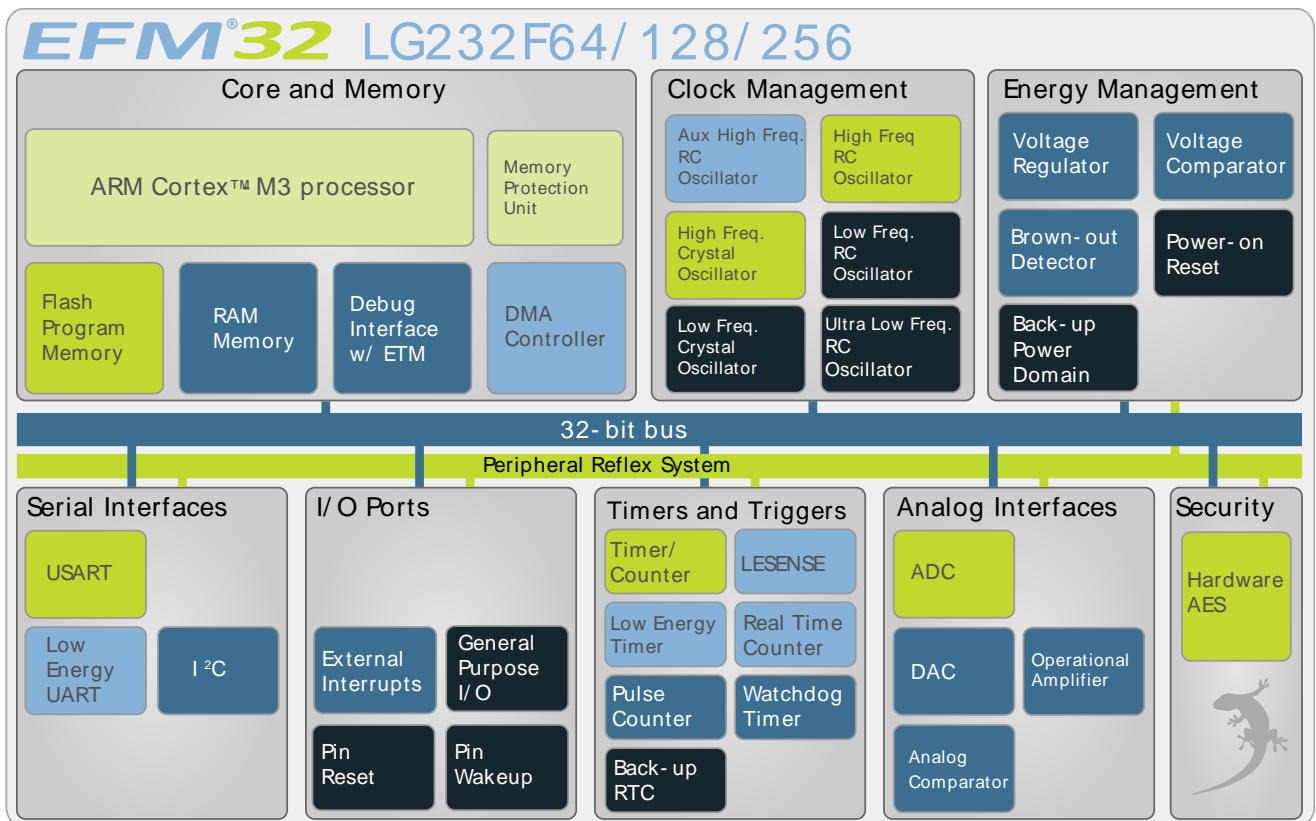 EFM®32 LG232F64/128/256
Core and Memory
ARM Cortex™ M3 processor
Memory
Protection
Unit
Flash
Program
Memory
RAM
Memory
Debug
Interface
w/ ETM
DMA
Controller
Clock Management
Aux High Freq.
RC
Oscillator
High Freq
RC
Oscillator
High Freq.
Crystal
Oscillator
Low Freq.
RC
Oscillator
Low Freq.
Crystal
Oscillator
Ultra Low Freq.
RC
Oscillator
Energy Management
Voltage
Regulator
Voltage
Comparator
Brown-out
Detector
Power-on
Reset
Back-up
Power
Domain
32-bit bus
Peripheral Reflex System
Serial Interfaces
USART
Low
Energy
UART
I²C
I/O Ports
External
Interrupts
General
Purpose
I/O
Pin
Reset
Pin
Wakeup
Timers and Triggers
Timer/
Counter
LESENSE
Low Energy
Timer
Real Time
Counter
Pulse
Counter
Watchdog
Timer
Back-up
RTC
Analog Interfaces
ADC
DAC
Operational
Amplifier
Analog
Comparator
Security
Hardware
AES